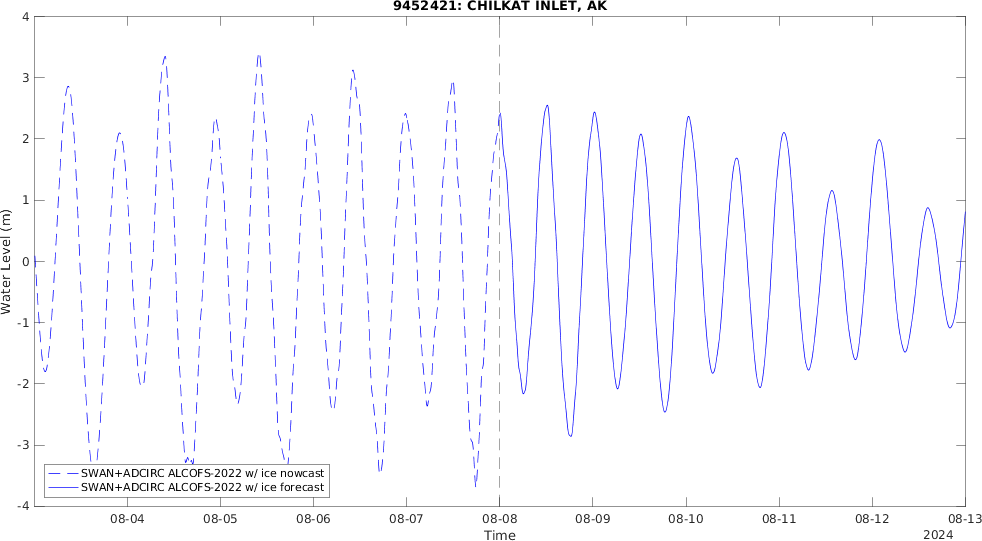 9452421: CHILKAT INLET, AK
4
3
2
1
0
-1
-2
-3
-4
Water Level (m)
SWAN+ADCIRC ALCOFS-2022 w/ ice nowcast
SWAN+ADCIRC ALCOFS-2022 w/ ice forecast
08-04 08-05 08-06 08-07 08-08 08-09 08-10 08-11 08-12 08-13
Time
2024